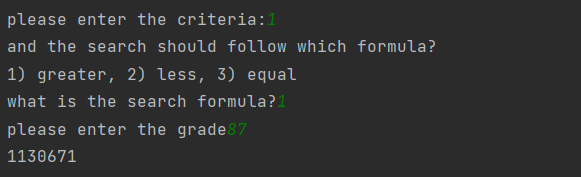 please enter the criteria:1
and the search should follow which formula?
1) greater, 2) less, 3) equal
what is the search formula?1
please enter the grade87
1130671